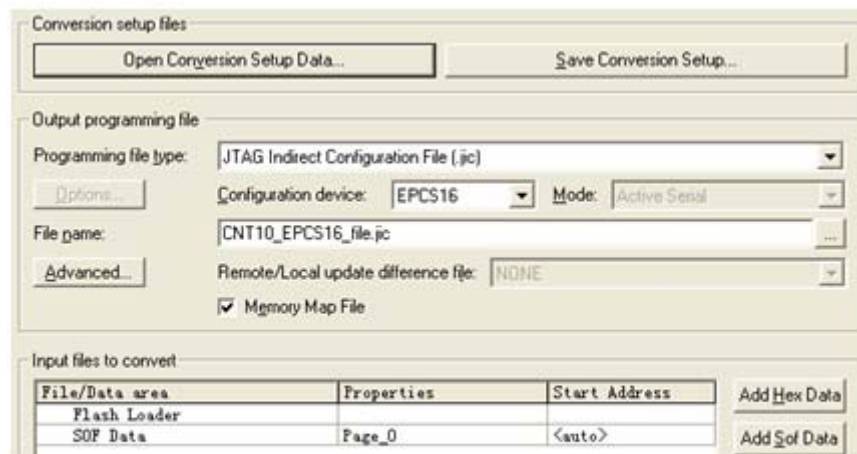 Conversion setup files
Open Conversion Setup Data... Save Conversion Setup...
Output programming file
Programming file type: JTAG Indirect Configuration File (.jic)
Options... Configuration device: EPCS16 Mode: Active Serial
File name: CNT10_EPCS16_file.jic ...
Advanced... Remote/Local update difference file: NONE
Memory Map File
Input files to convert
File/Data area Properties Start Address Add Hex Data
Flash Loader
SOF Data Page_0 <auto> Add Sof Data